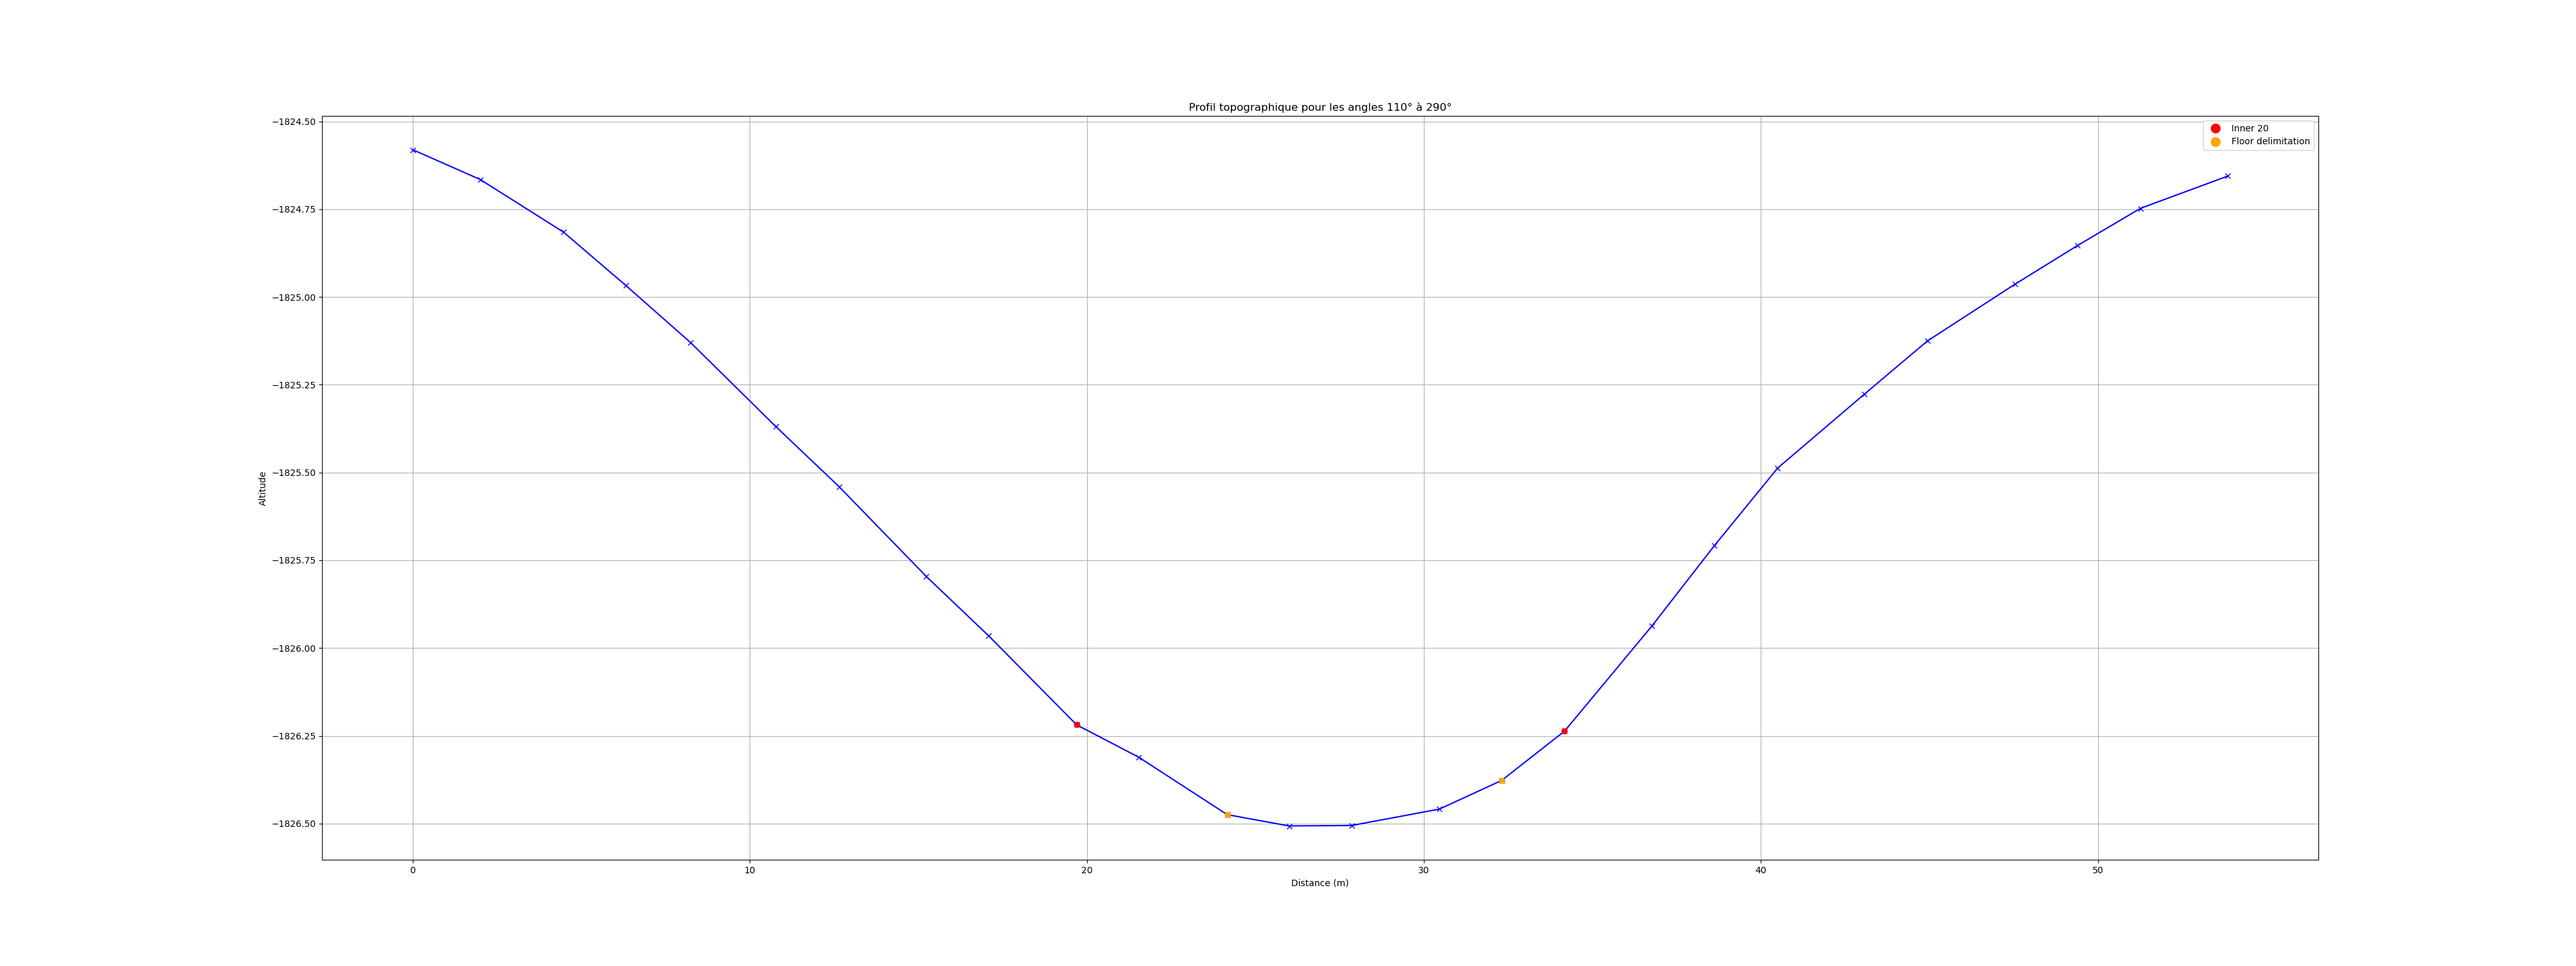 Profil topographique pour les angles 110° à 290°
Inner 20
Floor delimitation
−1824.50
−1824.75
−1825.00
−1825.25
−1825.50
−1825.75
−1826.00
−1826.25
−1826.50
Altitude
0 10 20 30 40 50
Distance (m)